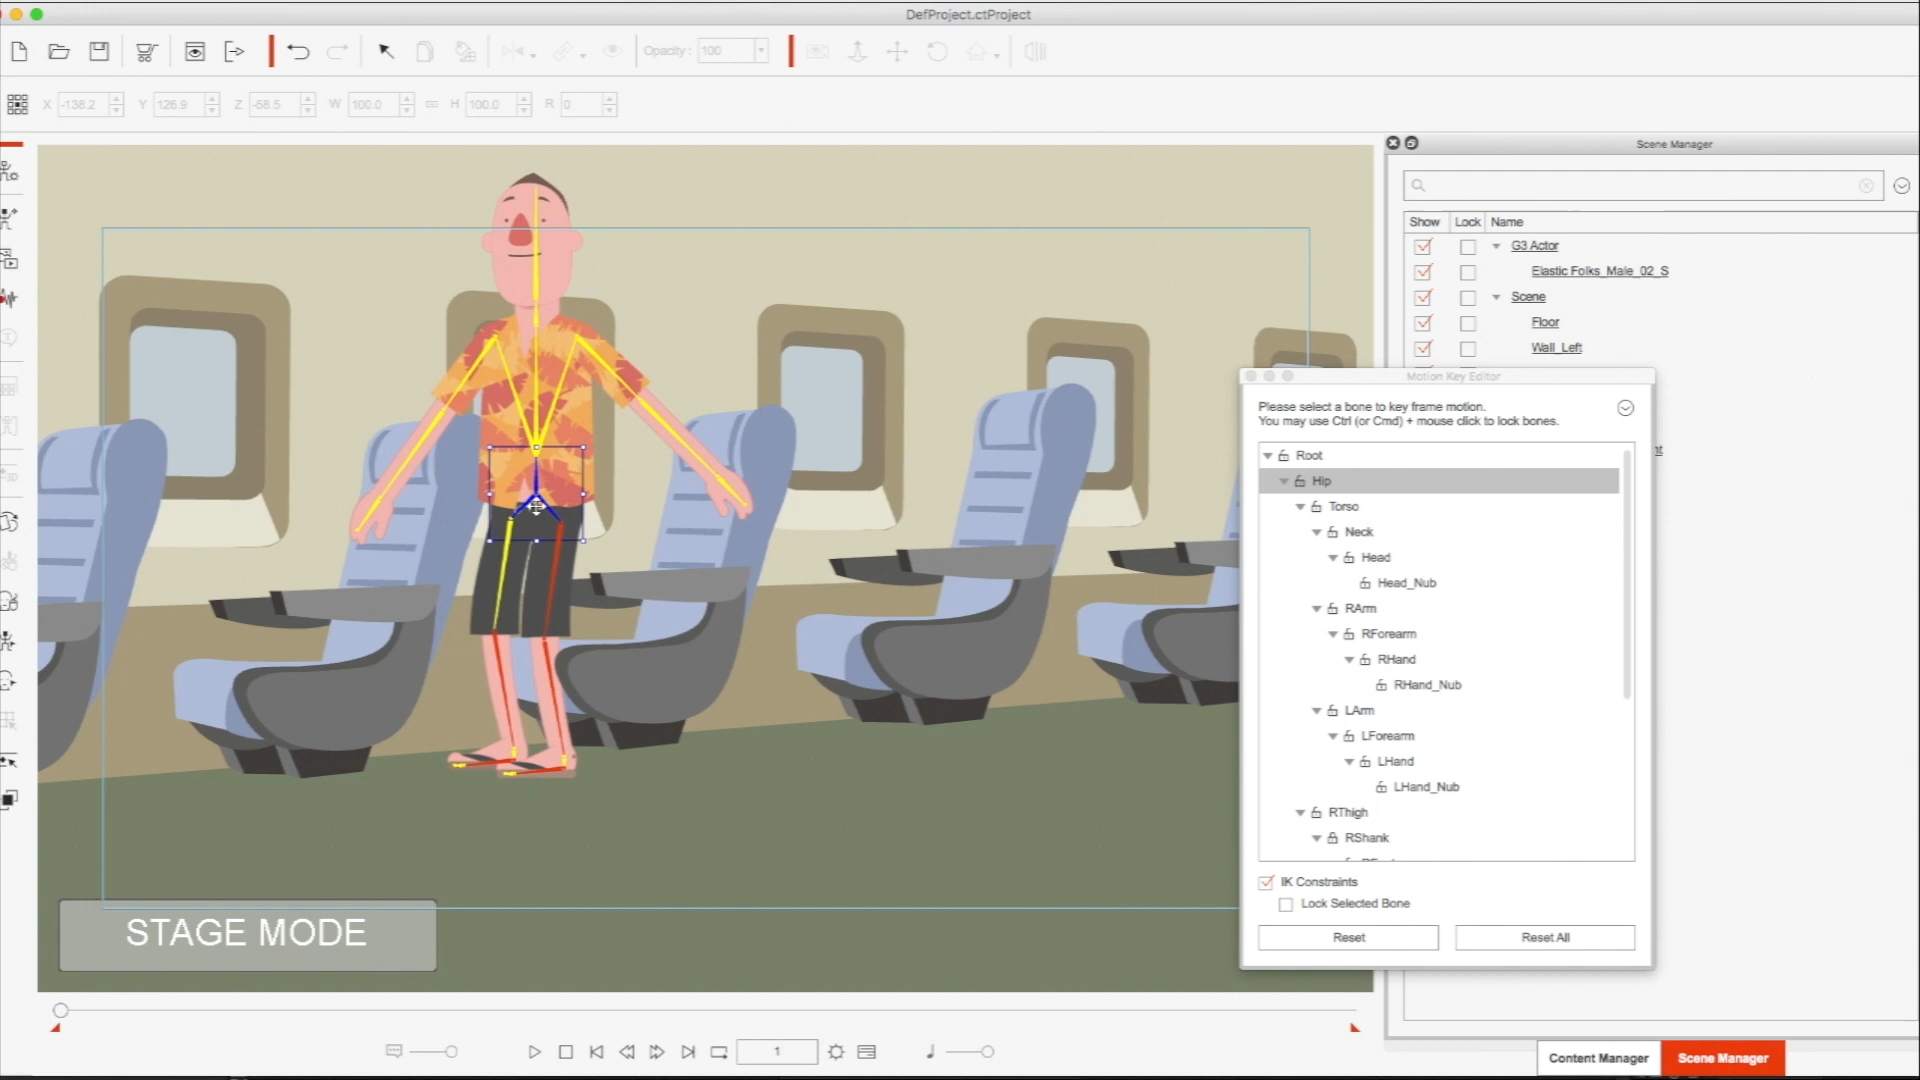 DefProject.ctProject
Opacity : 100
X -138.2 Y 126.9 Z -58.5 W 100.0 H 100.0 R 0
Scene Manager
Show Lock Name
G3 Actor
Elastic Folks_Male_02_S
Scene
Floor
Wall_Left
Motion Key Editor
Please select a bone to key frame motion.
You may use Ctrl (or Cmd) + mouse click to lock bones.
Root
Hip
Torso
Neck
Head
Head_Nub
RArm
RForearm
RHand
RHand_Nub
LArm
LForearm
LHand
LHand_Nub
RThigh
RShank
IK Constraints
Lock Selected Bone
Reset Reset All
STAGE MODE
1
Content Manager Scene Manager